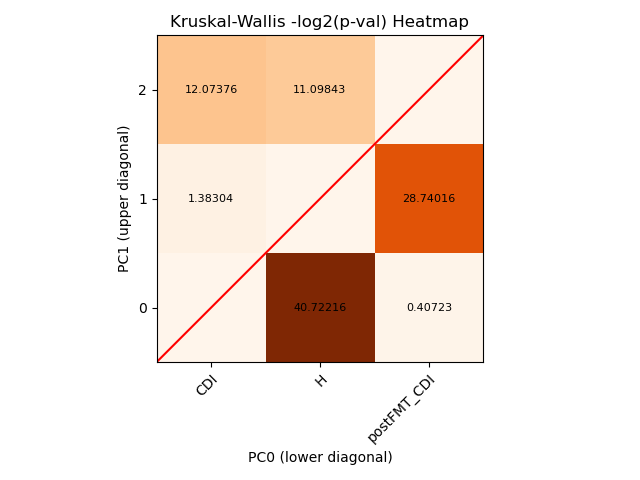 Kruskal-Wallis -log2(p-val) Heatmap
PC1 (upper diagonal)
2
12.07376
11.09843
1
1.38304
28.74016
0
40.72216
0.40723
CDI
H
postFMT_CDI
PC0 (lower diagonal)